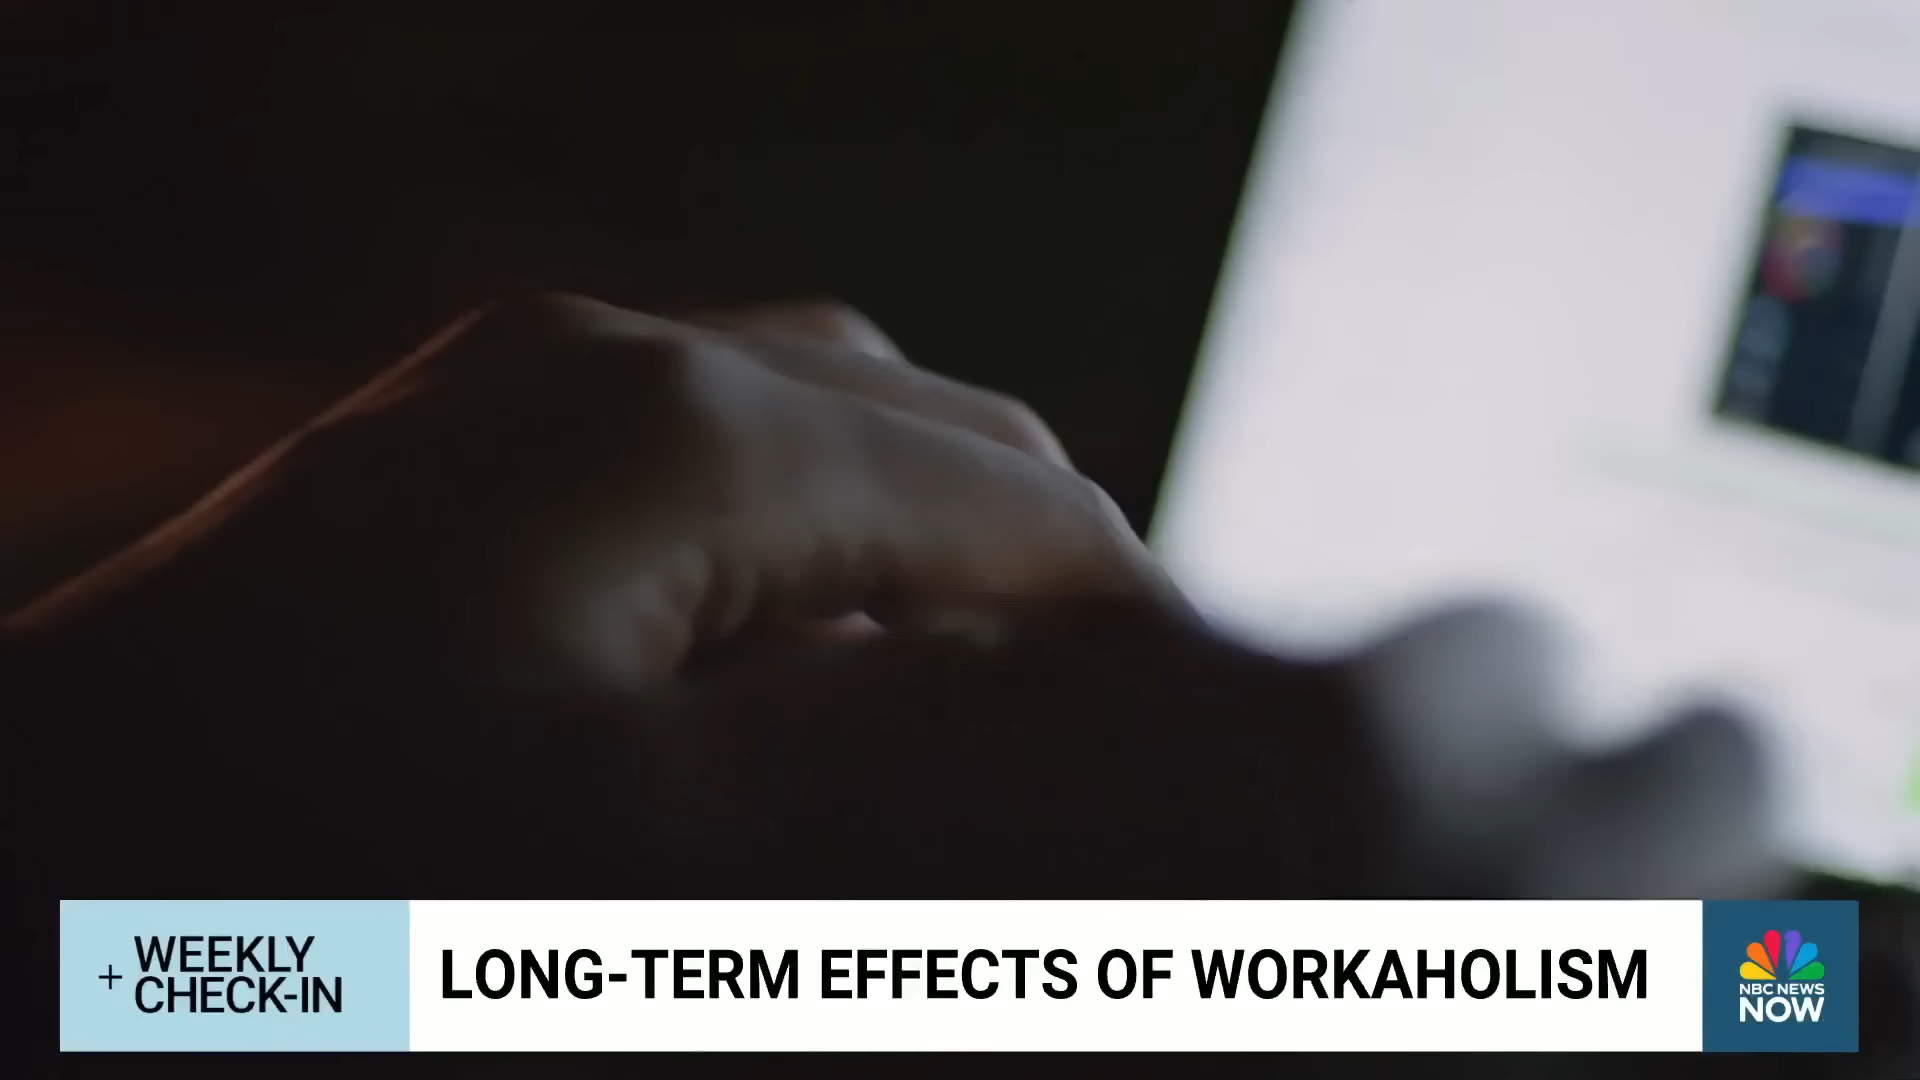 + WEEKLY
CHECK-IN
LONG-TERM EFFECTS OF WORKAHOLISM
NBC NEWS
NOW